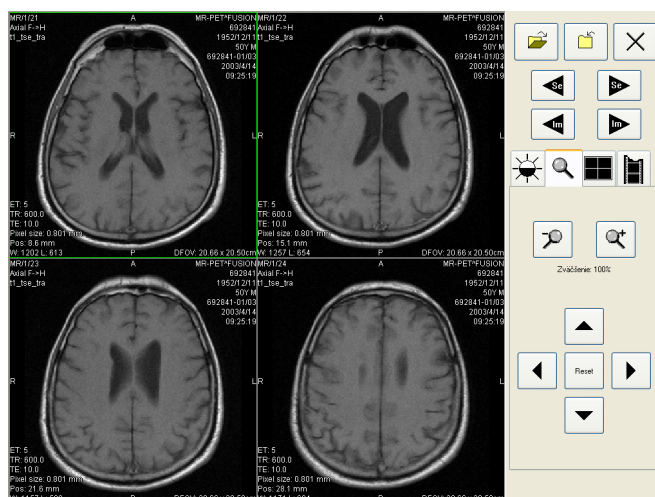 MR/1/21
Axial F->H
t1_tse_tra
A
MR-PET^FUSION
692841
1952/12/11
50Y M
692841-01/03
2003/4/14
09:25:19
R
L
ET: 5
TR: 600.0
TE: 10.0
Pixel size: 0.801 mm
Pos: 8.6 mm
W: 1202 L: 613
P
DFOV: 20.66 x 20.50cm
MR/1/22
Axial F->H
t1_tse_tra
A
MR-PET^FUSION
692841
1952/12/11
50Y M
692841-01/03
2003/4/14
09:25:19
R
L
ET: 5
TR: 600.0
TE: 10.0
Pixel size: 0.801 mm
Pos: 15.1 mm
W: 1257 L: 654
P
DFOV: 20.66 x 20.50cm
MR/1/23
Axial F->H
t1_tse_tra
A
MR-PET^FUSION
692841
1952/12/11
50Y M
692841-01/03
2003/4/14
09:25:19
R
L
ET: 5
TR: 600.0
TE: 10.0
Pixel size: 0.801 mm
Pos: 21.6 mm
MR/1/24
Axial F->H
t1_tse_tra
A
MR-PET^FUSION
692841
1952/12/11
50Y M
692841-01/03
2003/4/14
09:25:19
R
L
ET: 5
TR: 600.0
TE: 10.0
Pixel size: 0.801 mm
Pos: 28.1 mm
Se
Se
Im
Im
Zväčšenie: 100%
Reset